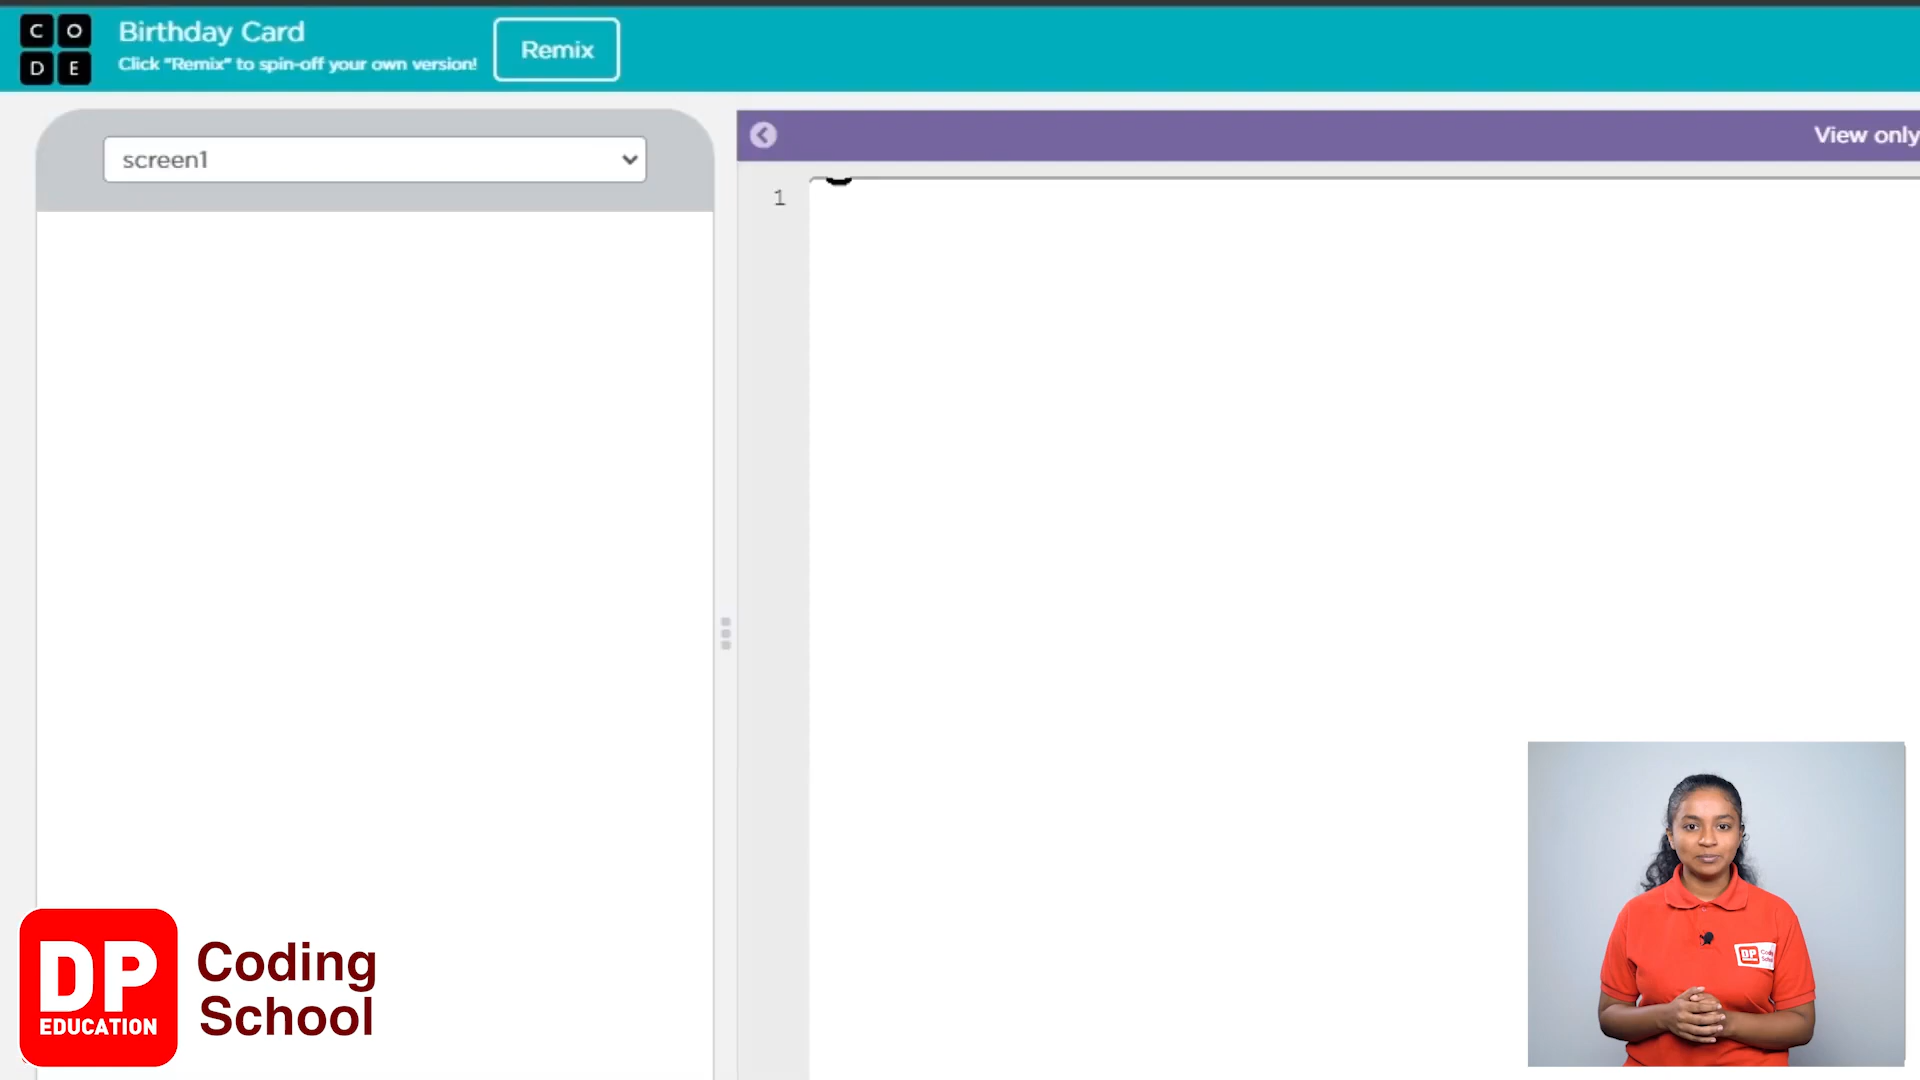 C O
D E
Birthday Card
Click "Remix" to spin-off your own version!
Remix
screen1
View only
1
DP
EDUCATION
Coding
School
DP